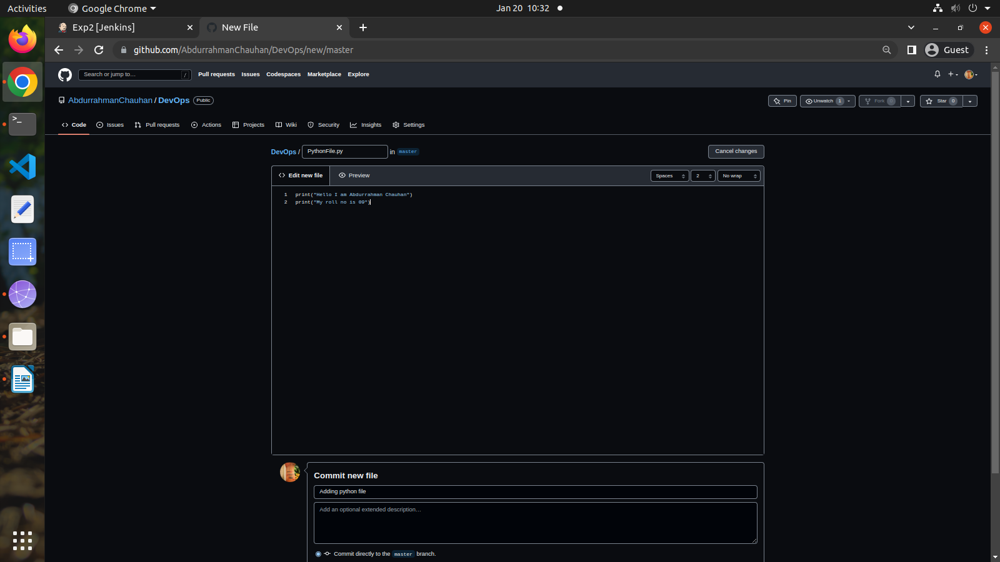 Activities Google Chrome Jan 20 10:32
Exp2 [Jenkins] New File
github.com/AbdurrahmanChauhan/DevOps/new/master Guest
Search or jump to… / Pull requests Issues Codespaces Marketplace Explore
AbdurrahmanChauhan / DevOps Public Pin Unwatch 1 Fork 0 Star 0
Code Issues Pull requests Actions Projects Wiki Security Insights Settings
DevOps / PythonFile.py in master Cancel changes
Edit new file Preview Spaces 2 No wrap
1 print("Hello I am Abdurrahman Chauhan")
2 print("My roll no is 09")
Commit new file
Adding python file
Add an optional extended description…
Commit directly to the master branch.